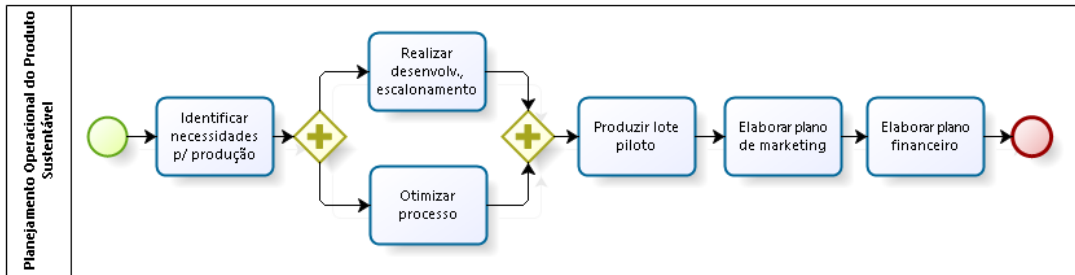 Planejamento Operacional do Produto
Sustentável
Identificar
necessidades
p/ produção
Realizar
desenvolv.,
escalonamento
Otimizar
processo
Produzir lote
piloto
Elaborar plano
de marketing
Elaborar plano
financeiro